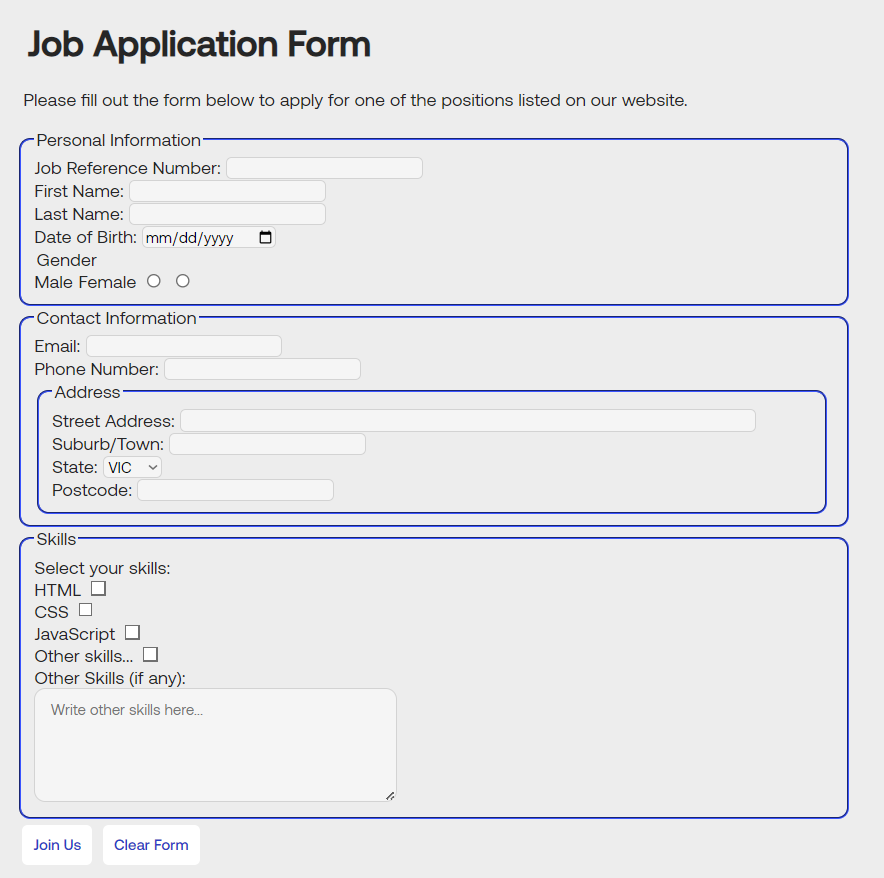 Job Application Form
Please fill out the form below to apply for one of the positions listed on our website.
Personal Information
Job Reference Number:
First Name:
Last Name:
Date of Birth: mm/dd/yyyy
Gender
Male Female
Contact Information
Email:
Phone Number:
Address
Street Address:
Suburb/Town:
State: VIC
Postcode:
Skills
Select your skills:
HTML
CSS
JavaScript
Other skills...
Other Skills (if any):
Write other skills here...
Join Us Clear Form